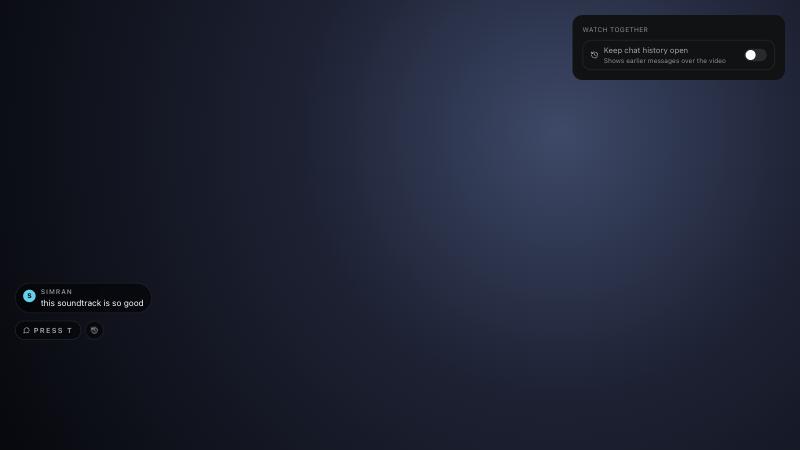 WATCH TOGETHER
Keep chat history open
Shows earlier messages over the video
S
SIMRAN
this soundtrack is so good
PRESS T